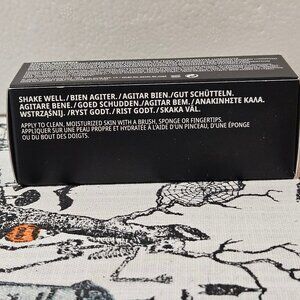 SHAKE WELL./BIEN AGITER./AGITAR BIEN./GUT SCHÜTTELN.
AGITARE BENE./GOED SCHUDDEN./AGITAR BEM./ΑΝΑΚΙΝΗΣΤΕ ΚΑΛΑ.
WSTRZĄSNIJ./RYST GODT./RIST GODT./SKAKA VÄL.
APPLY TO CLEAN, MOISTURIZED SKIN WITH A BRUSH, SPONGE OR FINGERTIPS.
APPLIQUER SUR UNE PEAU PROPRE ET HYDRATÉE À L'AIDE D'UN PINCEAU, D'UNE ÉPONGE
OU DU BOUT DES DOIGTS.